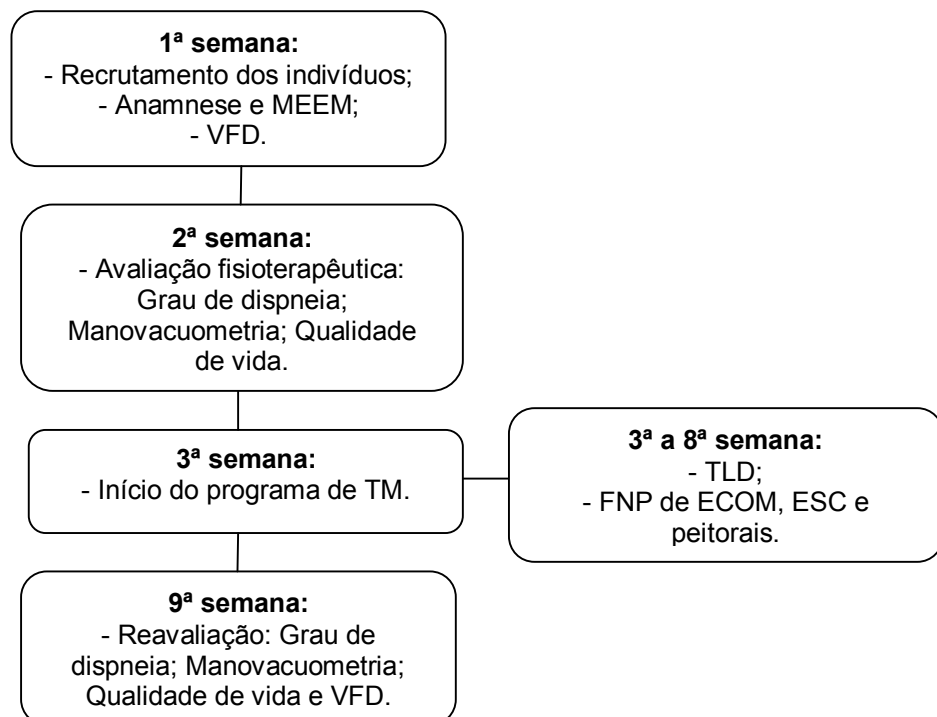 1ª semana:
- Recrutamento dos indivíduos;
- Anamnese e MEEM;
- VFD.
2ª semana:
- Avaliação fisioterapêutica:
Grau de dispneia;
Manovacuometria; Qualidade
de vida.
3ª semana:
- Início do programa de TM.
3ª a 8ª semana:
- TLD;
- FNP de ECOM, ESC e
peitorais.
9ª semana:
- Reavaliação: Grau de
dispneia; Manovacuometria;
Qualidade de vida e VFD.